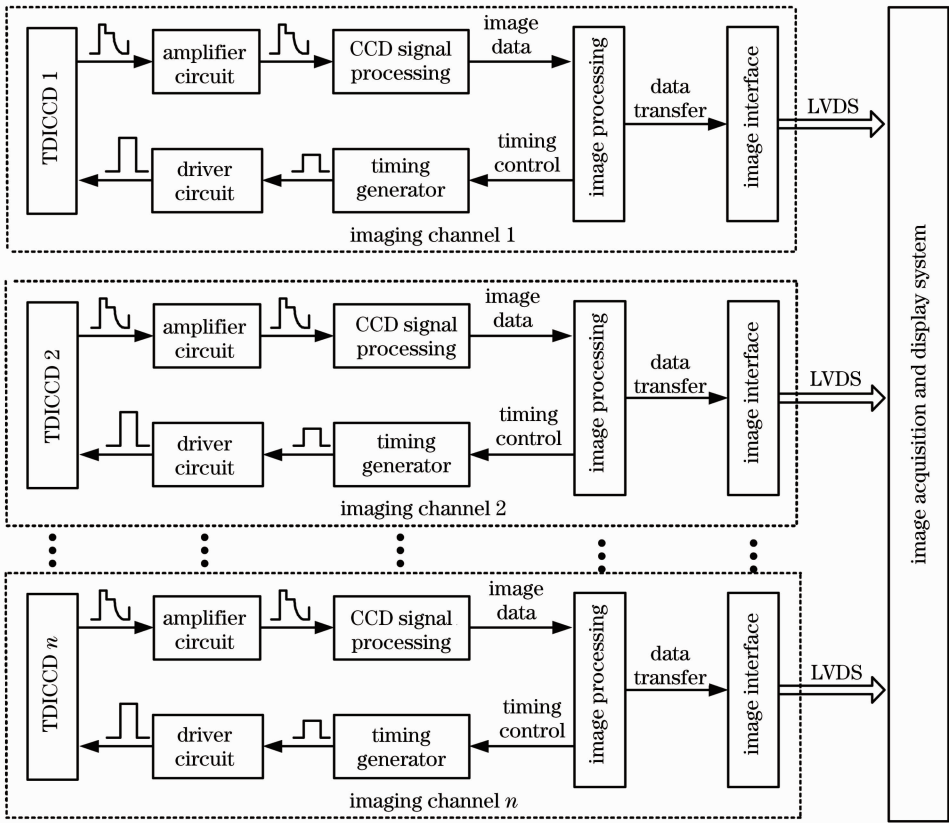 TDICCD 1
amplifier
circuit
CCD signal
processing
image
data
image processing
data
transfer
image interface
LVDS
driver
circuit
timing
generator
timing
control
imaging channel 1
TDICCD 2
amplifier
circuit
CCD signal
processing
image
data
image processing
data
transfer
image interface
LVDS
driver
circuit
timing
generator
timing
control
imaging channel 2
TDICCD n
amplifier
circuit
CCD signal
processing
image
data
image processing
data
transfer
image interface
LVDS
driver
circuit
timing
generator
timing
control
imaging channel n
image acquisition and display system